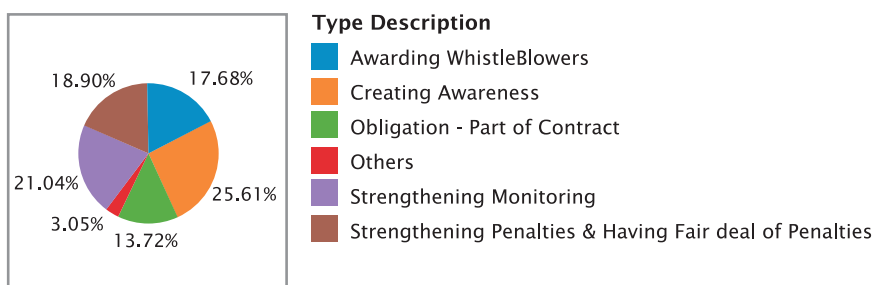 18.90%
17.68%
21.04%
25.61%
3.05%
13.72%
Type Description
Awarding WhistleBlowers
Creating Awareness
Obligation - Part of Contract
Others
Strengthening Monitoring
Strengthening Penalties & Having Fair deal of Penalties